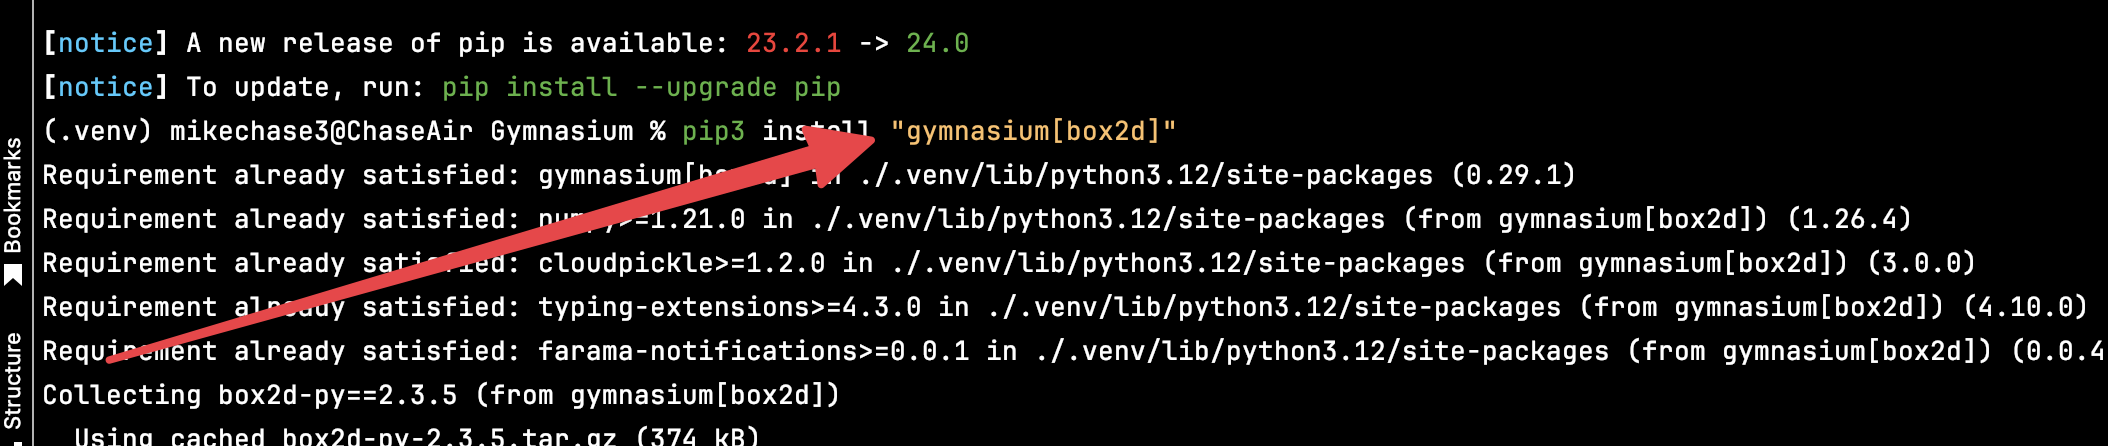 [notice] A new release of pip is available: 23.2.1 -> 24.0
[notice] To update, run: pip install --upgrade pip
(.venv) mikechase3@ChaseAir Gymnasium % pip3 install "gymnasium[box2d]"
Requirement already satisfied: gymnasium[box2d] in ./.venv/lib/python3.12/site-packages (0.29.1)
Requirement already satisfied: numpy>=1.21.0 in ./.venv/lib/python3.12/site-packages (from gymnasium[box2d]) (1.26.4)
Requirement already satisfied: cloudpickle>=1.2.0 in ./.venv/lib/python3.12/site-packages (from gymnasium[box2d]) (3.0.0)
Requirement already satisfied: typing-extensions>=4.3.0 in ./.venv/lib/python3.12/site-packages (from gymnasium[box2d]) (4.10.0)
Requirement already satisfied: farama-notifications>=0.0.1 in ./.venv/lib/python3.12/site-packages (from gymnasium[box2d]) (0.0.4
Collecting box2d-py==2.3.5 (from gymnasium[box2d])
Using cached box2d-py-2.3.5.tar.gz (374 kB)
Bookmarks
Structure